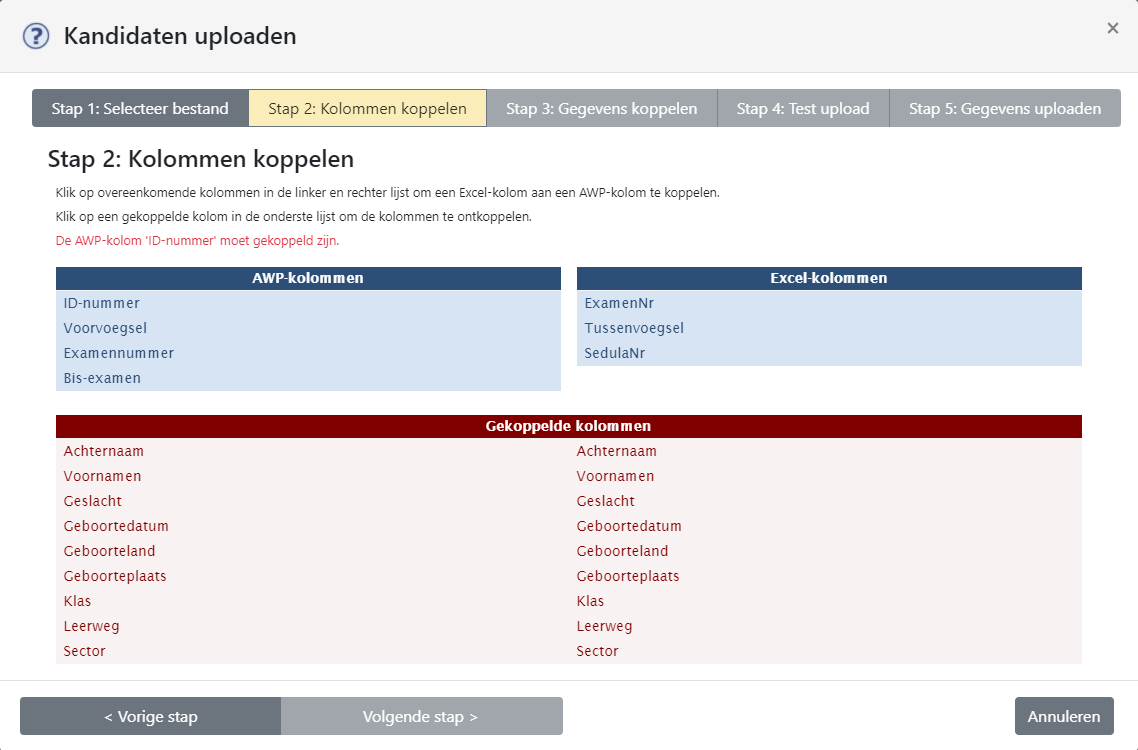 Kandidaten uploaden
×
Stap 1: Selecteer bestand Stap 2: Kolommen koppelen Stap 3: Gegevens koppelen Stap 4: Test upload Stap 5: Gegevens uploaden
Stap 2: Kolommen koppelen
Klik op overeenkomende kolommen in de linker en rechter lijst om een Excel-kolom aan een AWP-kolom te koppelen.
Klik op een gekoppelde kolom in de onderste lijst om de kolommen te ontkoppelen.
De AWP-kolom 'ID-nummer' moet gekoppeld zijn.
AWP-kolommen
ID-nummer
Voorvoegsel
Examennummer
Bis-examen
Excel-kolommen
ExamenNr
Tussenvoegsel
SedulaNr
Gekoppelde kolommen
Achternaam Achternaam
Voornamen Voornamen
Geslacht Geslacht
Geboortedatum Geboortedatum
Geboorteland Geboorteland
Geboorteplaats Geboorteplaats
Klas Klas
Leerweg Leerweg
Sector Sector
< Vorige stap Volgende stap > Annuleren